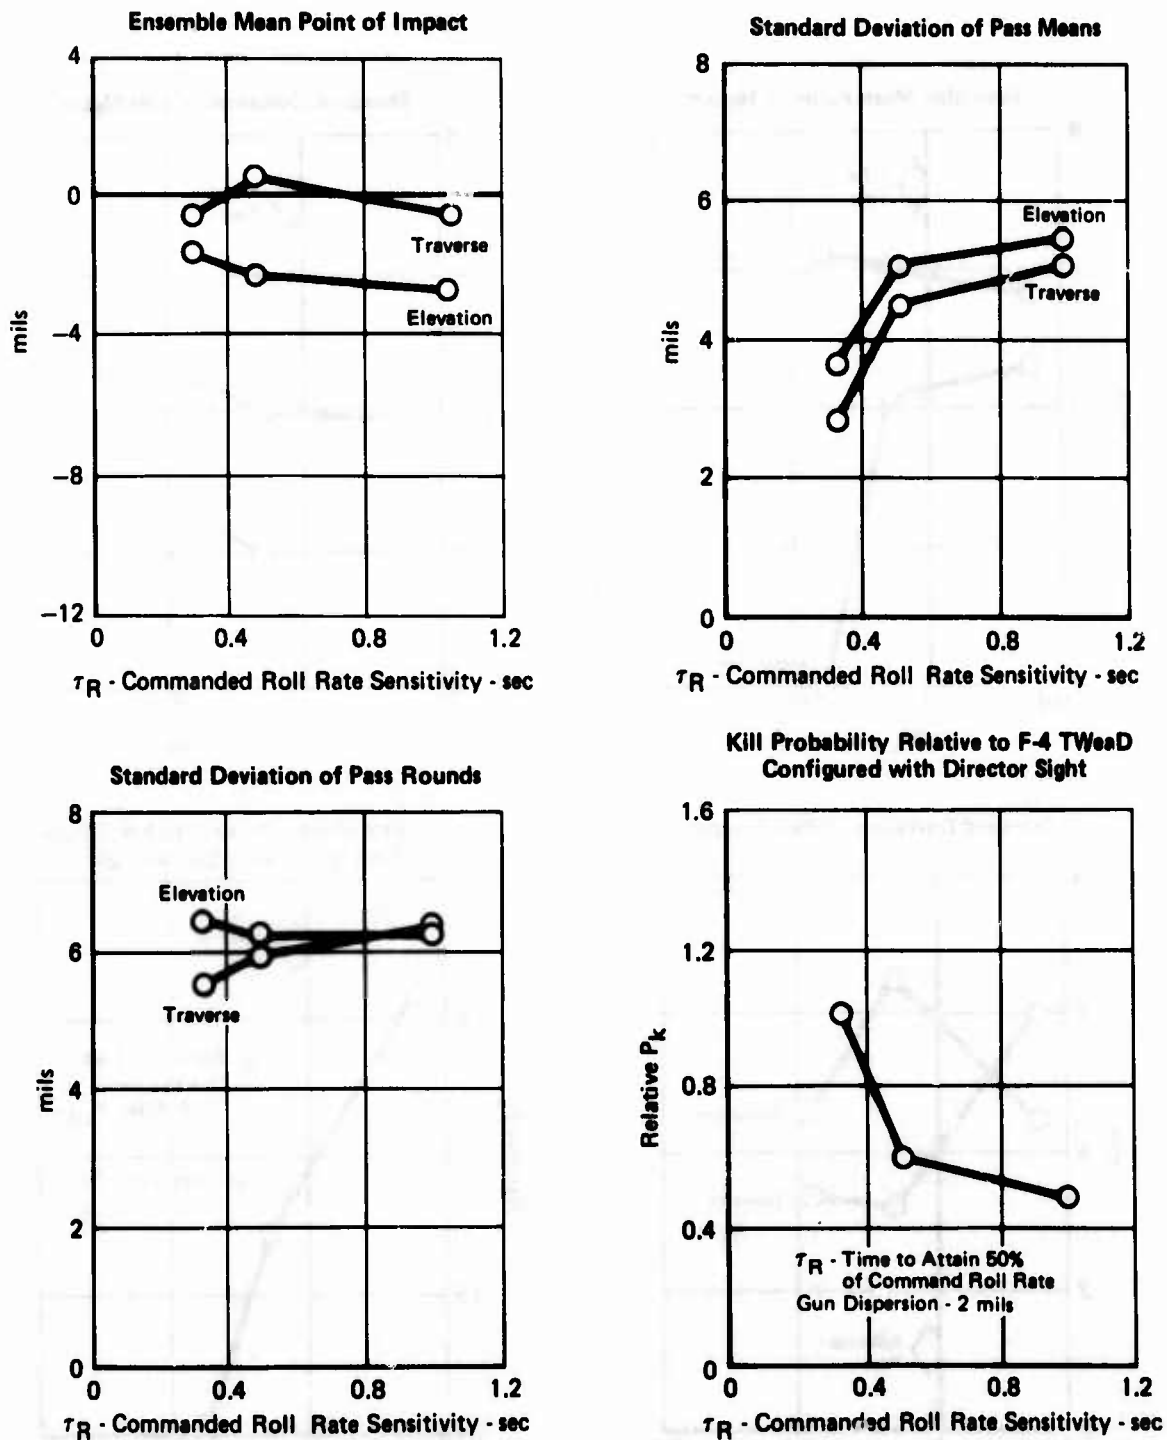 Ensemble Mean Point of Impact
4
0
−4
−8
−12
mils
Traverse
Elevation
0 0.4 0.8 1.2
τR - Commanded Roll Rate Sensitivity - sec
Standard Deviation of Pass Means
8
6
4
2
0
mils
Elevation
Traverse
0 0.4 0.8 1.2
τR - Commanded Roll Rate Sensitivity - sec
Standard Deviation of Pass Rounds
8
6
4
2
0
mils
Elevation
Traverse
0 0.4 0.8 1.2
τR - Commanded Roll Rate Sensitivity - sec
Kill Probability Relative to F-4 TWeaD
Configured with Director Sight
1.6
1.2
0.8
0.4
0
Relative Pk
τR - Time to Attain 50%
of Command Roll Rate
Gun Dispersion - 2 mils
0 0.4 0.8 1.2
τR - Commanded Roll Rate Sensitivity - sec